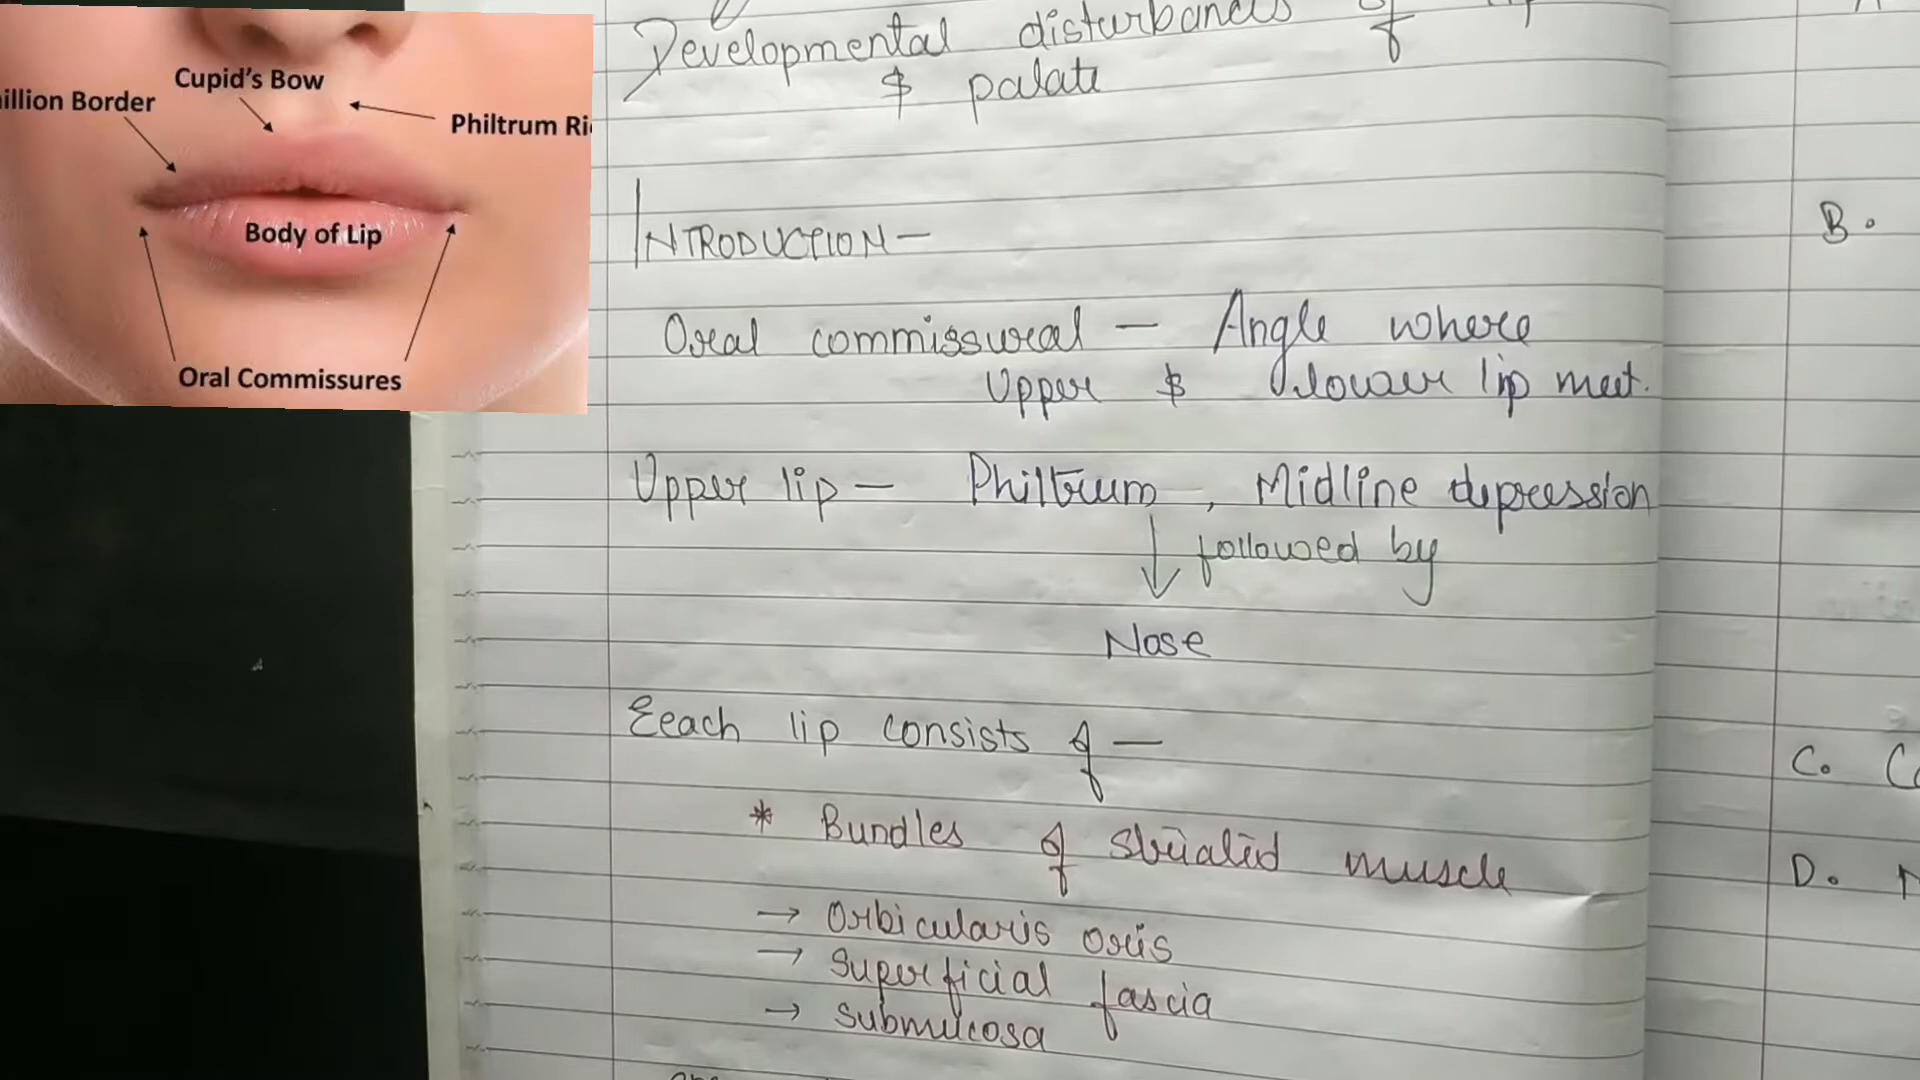 Cupid's Bow
illion Border
Philtrum Ri
Body of Lip
Oral Commissures
Developmental disturbances of
& palate
INTRODUCTION -
Oral commissural - Angle where
Upper & lower lip meet.
Upper lip - Philtrum, Midline depression
↓ followed by
Nose
Eeach lip consists of -
* Bundles of striated muscle
→ Orbicularis oris
→ Superficial fascia
→ Submucosa
B.
C.
D.